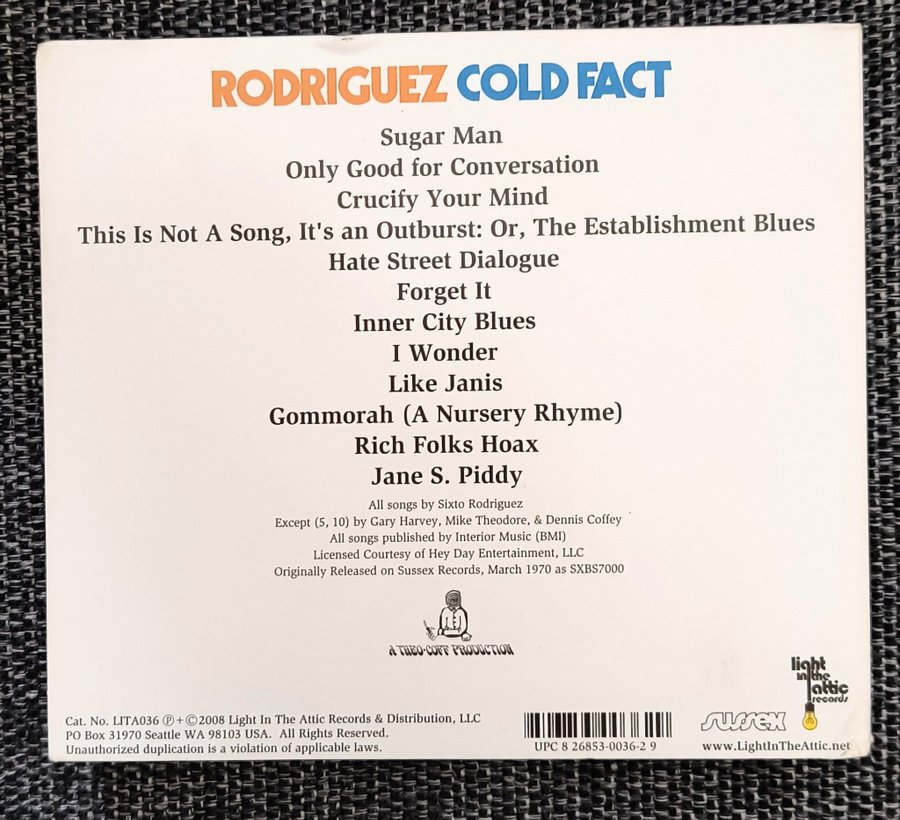 RODRIGUEZ COLD FACT
Sugar Man
Only Good for Conversation
Crucify Your Mind
This Is Not A Song, It's an Outburst: Or, The Establishment Blues
Hate Street Dialogue
Forget It
Inner City Blues
I Wonder
Like Janis
Gommorah (A Nursery Rhyme)
Rich Folks Hoax
Jane S. Piddy
All songs by Sixto Rodriguez
Except (5, 10) by Gary Harvey, Mike Theodore, & Dennis Coffey
All songs published by Interior Music (BMI)
Licensed Courtesy of Hey Day Entertainment, LLC
Originally Released on Sussex Records, March 1970 as SXBS7000
A THEO-COFF PRODUCTION
light
in the
attic
records
Cat. No. LITA036 ℗+©2008 Light In The Attic Records & Distribution, LLC
PO Box 31970 Seattle WA 98103 USA. All Rights Reserved.
Unauthorized duplication is a violation of applicable laws.
UPC 8 26853-0036-2 9
sussex
www.LightInTheAttic.net